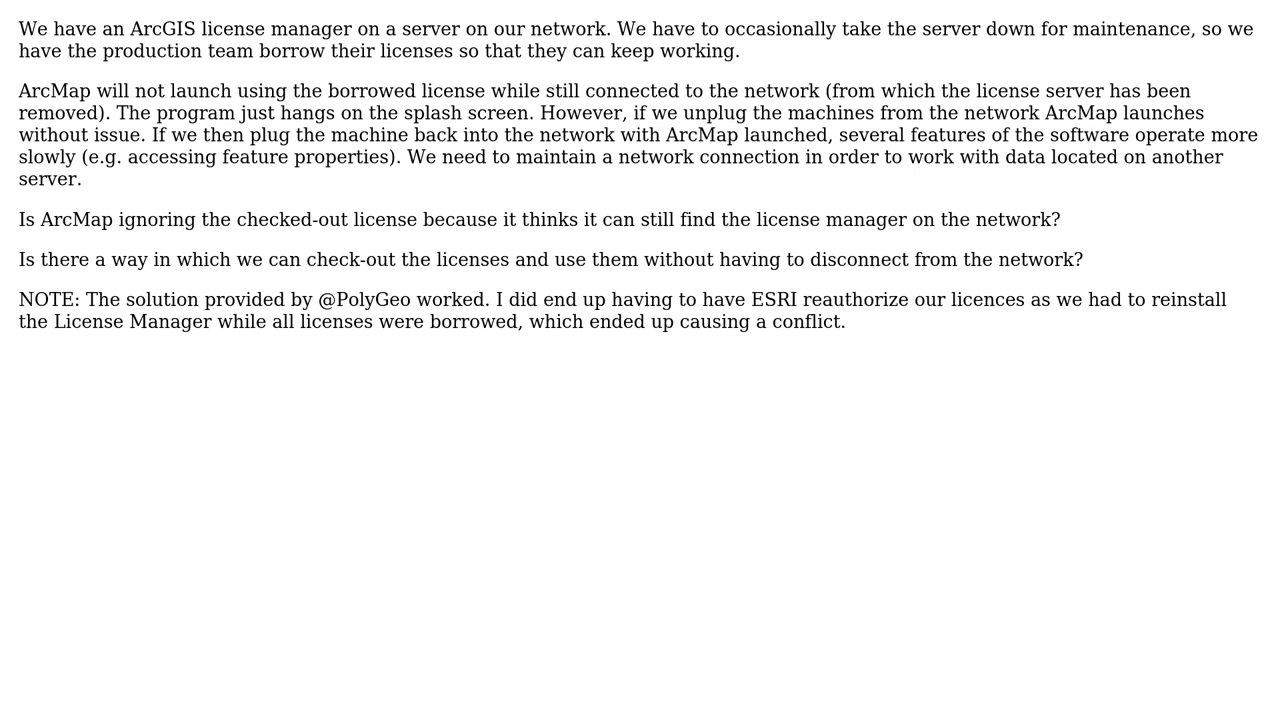 We have an ArcGIS license manager on a server on our network. We have to occasionally take the server down for maintenance, so we
have the production team borrow their licenses so that they can keep working.
ArcMap will not launch using the borrowed license while still connected to the network (from which the license server has been
removed). The program just hangs on the splash screen. However, if we unplug the machines from the network ArcMap launches
without issue. If we then plug the machine back into the network with ArcMap launched, several features of the software operate more
slowly (e.g. accessing feature properties). We need to maintain a network connection in order to work with data located on another
server.
Is ArcMap ignoring the checked-out license because it thinks it can still find the license manager on the network?
Is there a way in which we can check-out the licenses and use them without having to disconnect from the network?
NOTE: The solution provided by @PolyGeo worked. I did end up having to have ESRI reauthorize our licences as we had to reinstall
the License Manager while all licenses were borrowed, which ended up causing a conflict.